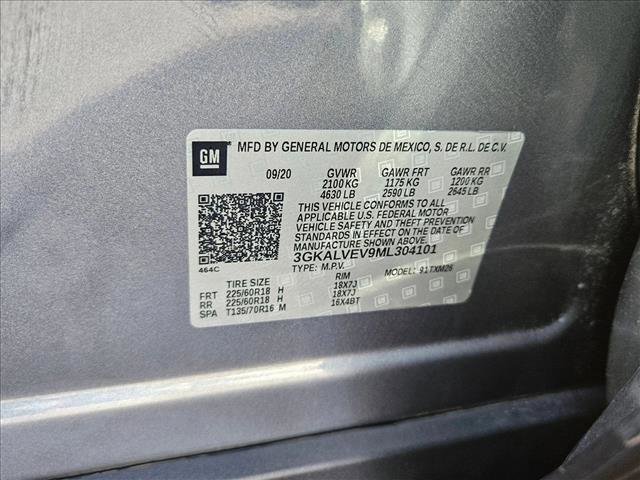 GM MFD BY GENERAL MOTORS DE MEXICO, S. DE R.L. DE C.V.
09/20 GVWR GAWR FRT GAWR RR
2100 KG 1175 KG 1200 KG
4630 LB 2590 LB 2645 LB
THIS VEHICLE CONFORMS TO ALL
APPLICABLE U.S. FEDERAL MOTOR
VEHICLE SAFETY AND THEFT PREVENTION
STANDARDS IN EFFECT ON THE DATE OF
MANUFACTURE SHOWN ABOVE.
3GKALVEV9ML304101
464C TYPE: M.P.V. MODEL: 91TXM26
TIRE SIZE RIM
FRT 225/60R18 H 18X7J
RR 225/60R18 H 18X7J
SPA T135/70R16 M 16X4BT